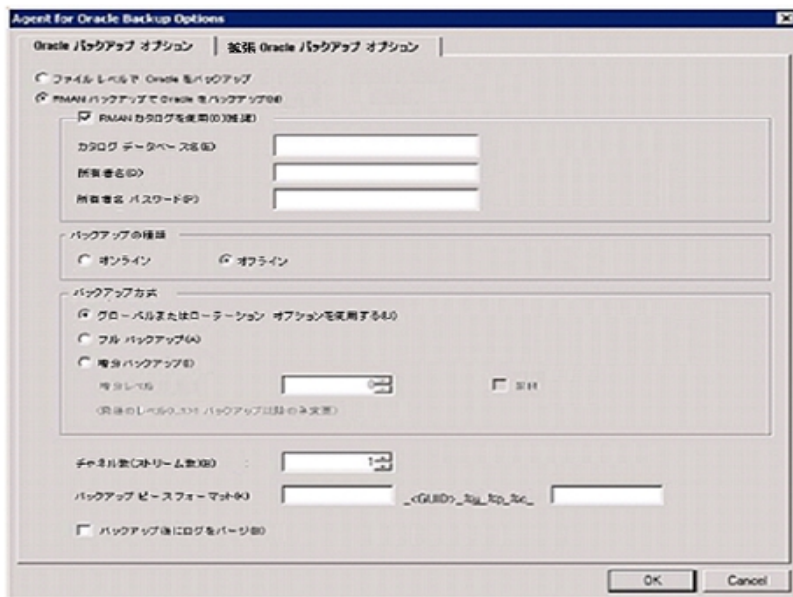 Agent for Oracle Backup Options
Oracle バックアップ オプション
拡張 Oracle バックアップ オプション
ファイル レベルで Oracle をバックアップ
RMAN バックアップで Oracle をバックアップ(M)
RMAN カタログを使用(O)(推奨)
カタログ データベース名(E)
所有者名(O)
所有者名 パスワード(P)
バックアップの種類
オンライン
オフライン
バックアップ方式
グローバルまたはローテーション オプションを使用する(U)
フル バックアップ(A)
増分バックアップ(I)
増分レベル
0
累積
チャネル数(ストリーム数)(B)
1
バックアップ ピース フォーマット(K)
_<GUID>_%u_%p_%c_
バックアップ後にログをパージ(R)
OK
Cancel